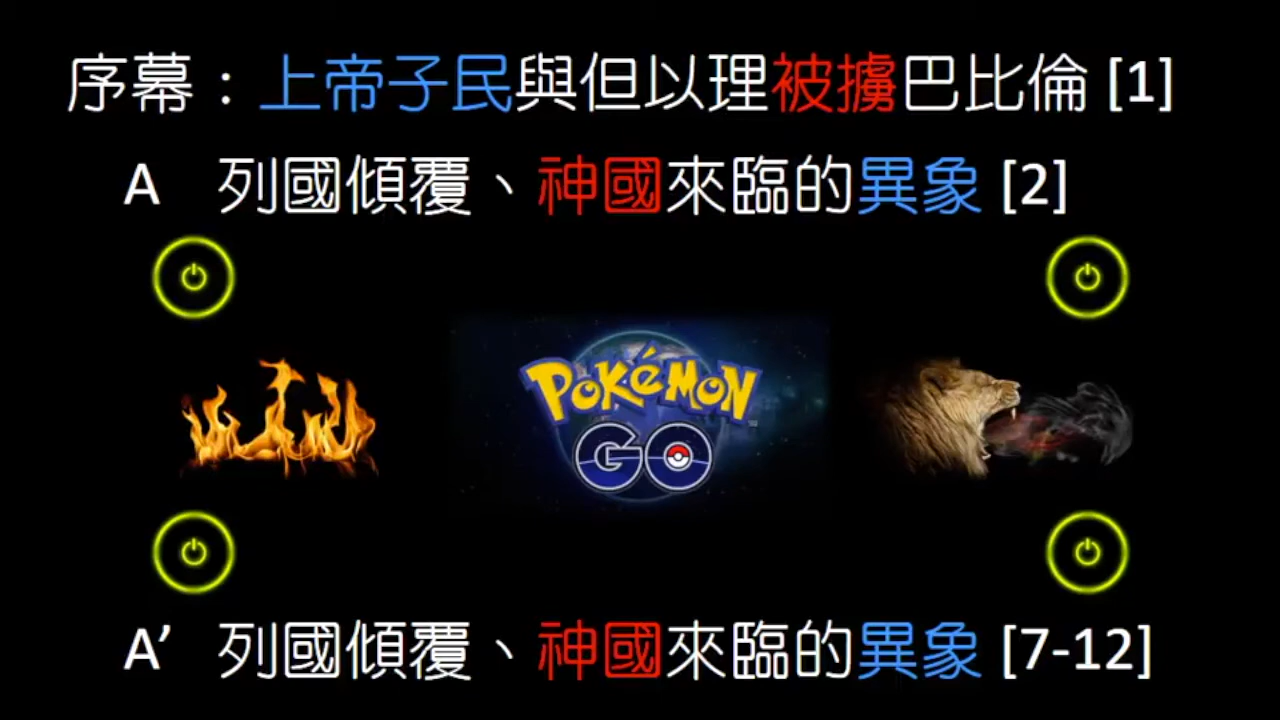 序幕：上帝子民與但以理被擄巴比倫 [1]
A 列國傾覆、神國來臨的異象 [2]
POKéMON
GO
A’ 列國傾覆、神國來臨的異象 [7-12]